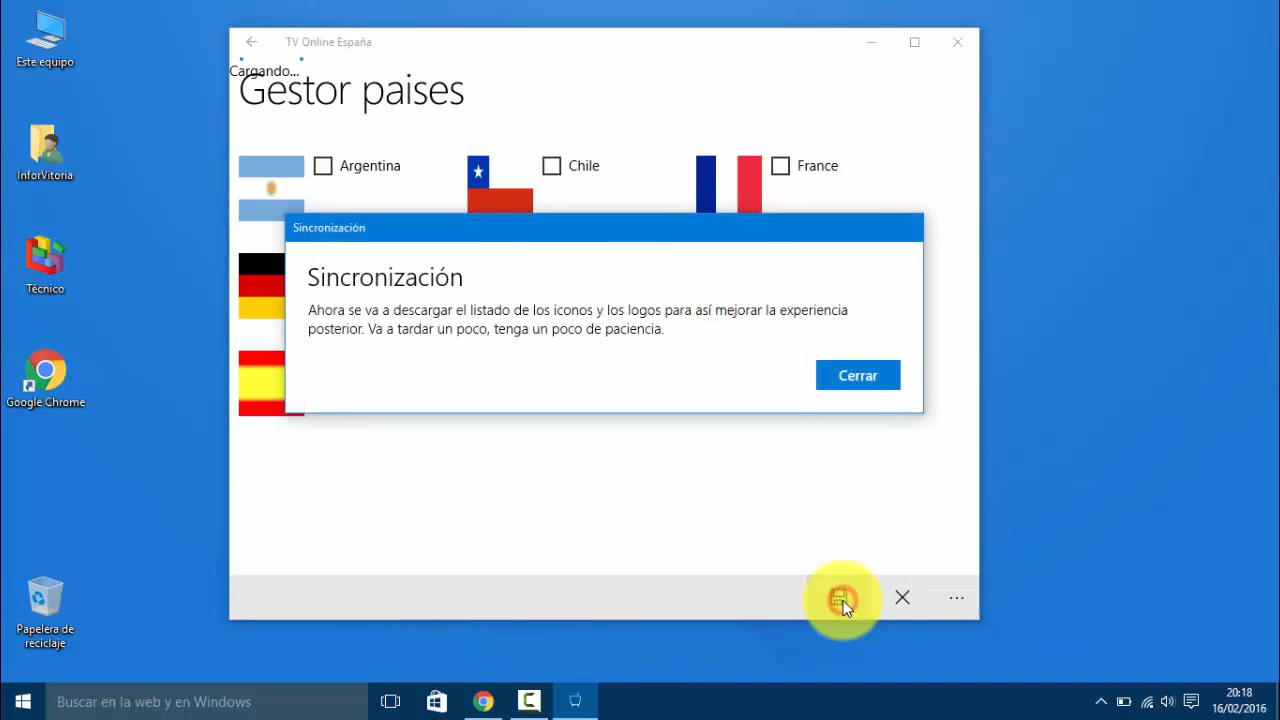 Este equipo
InforVitoria
Técnico
Google Chrome
Papelera de
reciclaje
TV Online España
Cargando...
Gestor paises
Argentina
Chile
France
Sincronización
Sincronización
Ahora se va a descargar el listado de los iconos y los logos para así mejorar la experiencia
posterior. Va a tardar un poco, tenga un poco de paciencia.
Cerrar
Buscar en la web y en Windows
20:18
16/02/2016